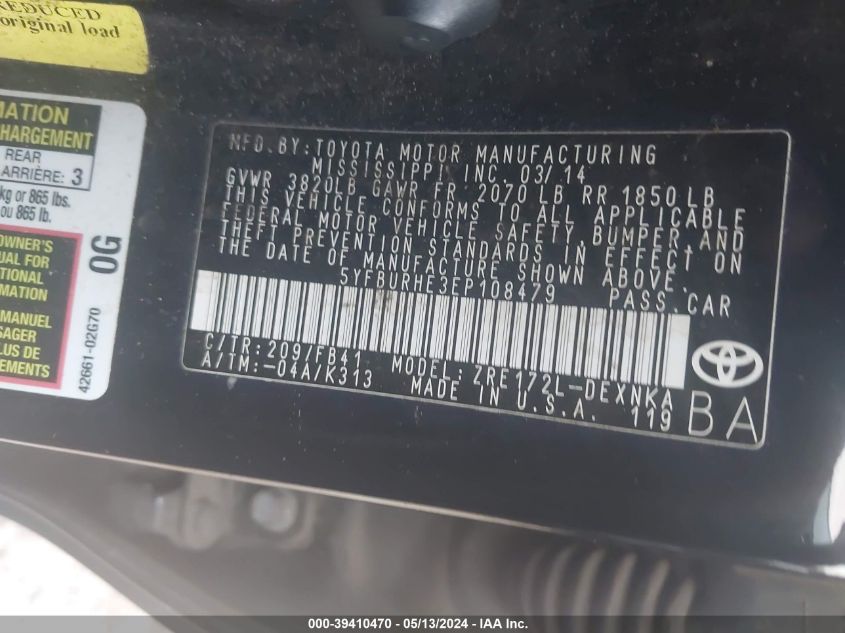 REDUCED
original load
MATION
CHARGEMENT
REAR
ARRIÈRE: 3
kg or 865 lbs.
ou 865 lb.
OWNER'S
UAL FOR
TIONAL
MATION
MANUEL
SAGER
LUS DE
EMENTS
0G
42661-02G70
MFD.BY:TOYOTA MOTOR MANUFACTURING
MISSISSIPPI INC. 03/14
GVWR 3820LB GAWR FR 2070 LB RR 1850LB
THIS VEHICLE CONFORMS TO ALL APPLICABLE
FEDERAL MOTOR VEHICLE SAFETY, BUMPER, AND
THEFT PREVENTION STANDARDS IN EFFECT ON
THE DATE OF MANUFACTURE SHOWN ABOVE.
5YFBURHE3EP108479 PASS.CAR
C/TR:209/FB41 MODEL:ZRE172L-DEXNKA
A/TM:-04A/K313 MADE IN U.S.A. 119
BA
000-39410470 - 05/13/2024 - IAAI Inc.